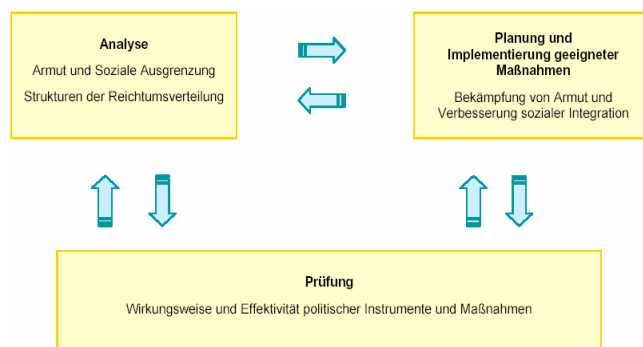 Analyse
Armut und Soziale Ausgrenzung
Strukturen der Reichtumsverteilung
Planung und
Implementierung geeigneter
Maßnahmen
Bekämpfung von Armut und
Verbesserung sozialer Integration
Prüfung
Wirkungsweise und Effektivität politischer Instrumente und Maßnahmen